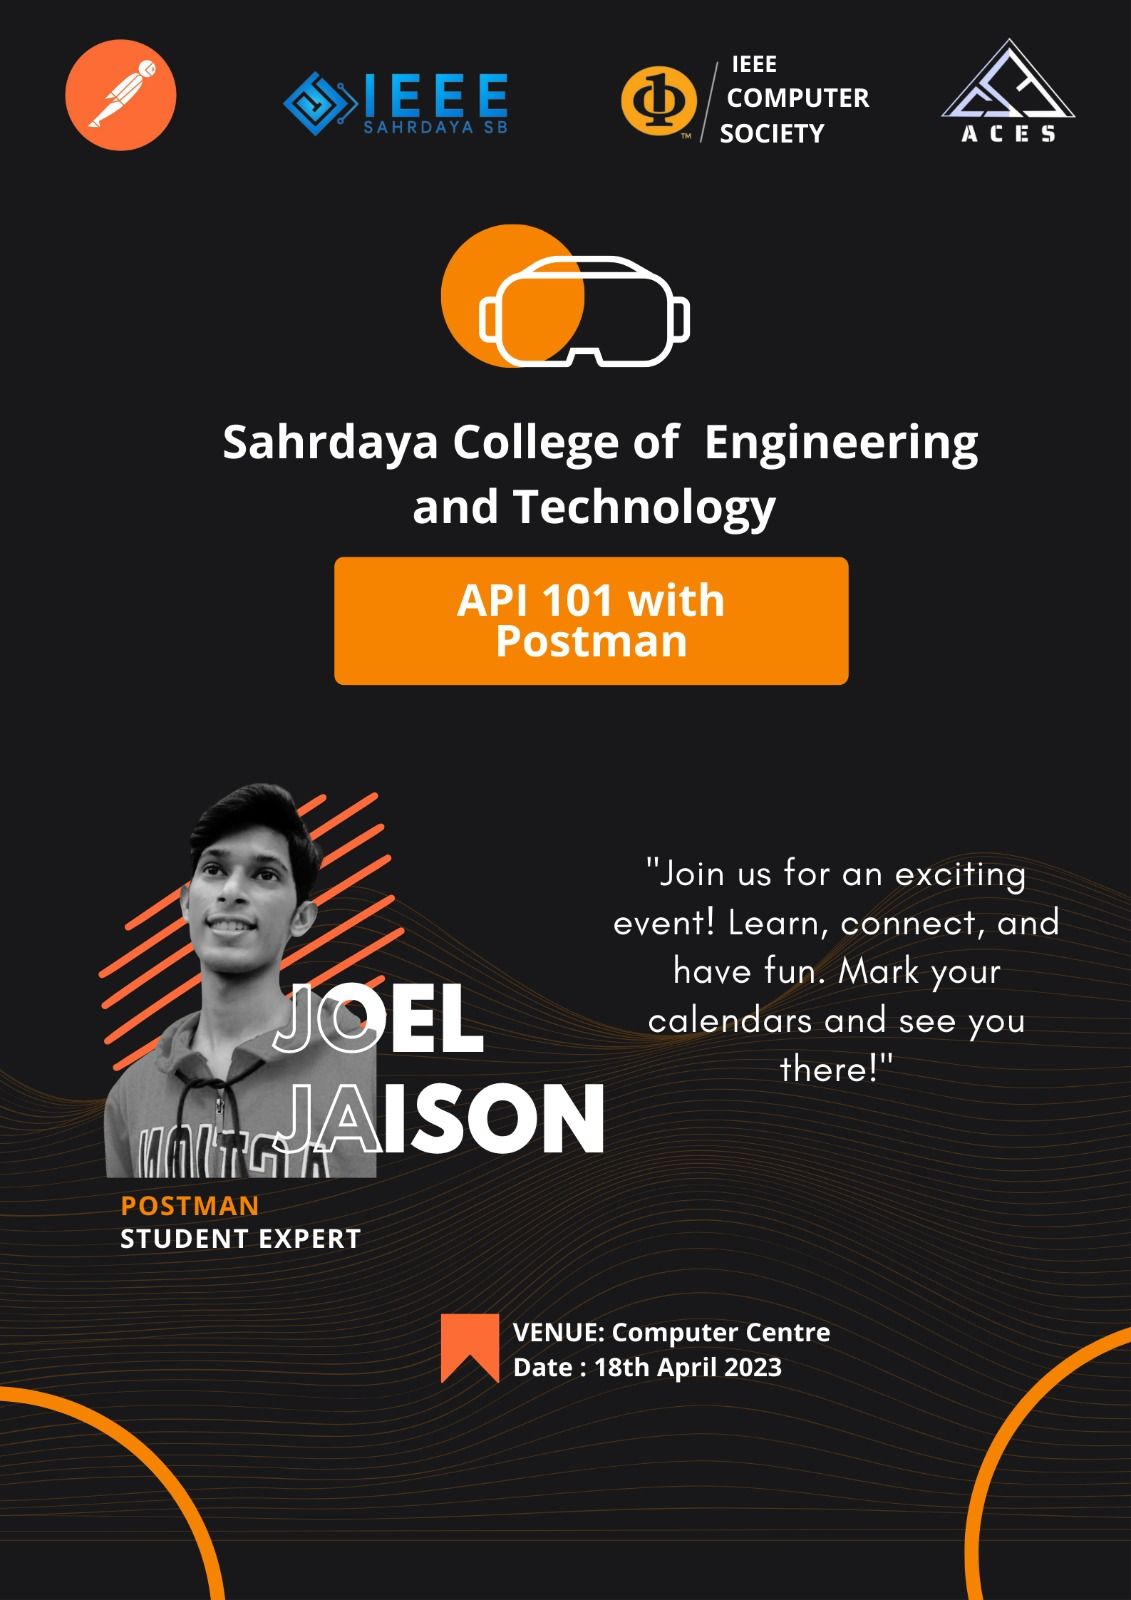 IEEE
SAHRDAYA SB
IEEE
COMPUTER
SOCIETY
TM
ACES
Sahrdaya College of Engineering
and Technology
API 101 with
Postman
"Join us for an exciting
event! Learn, connect, and
have fun. Mark your
calendars and see you
there!"
JOEL
JAISON
POSTMAN
STUDENT EXPERT
VENUE: Computer Centre
Date : 18th April 2023